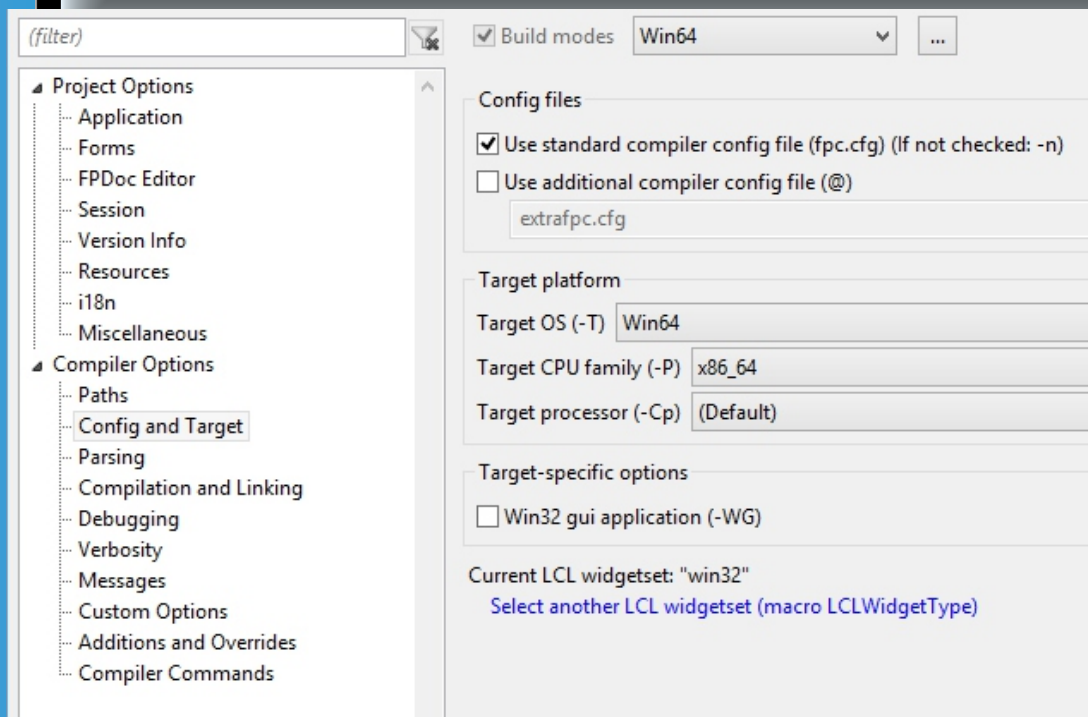 (filter)
Project Options
Application
Forms
FPDoc Editor
Session
Version Info
Resources
i18n
Miscellaneous
Compiler Options
Paths
Config and Target
Parsing
Compilation and Linking
Debugging
Verbosity
Messages
Custom Options
Additions and Overrides
Compiler Commands
Build modes Win64 ...
Config files
Use standard compiler config file (fpc.cfg) (If not checked: -n)
Use additional compiler config file (@)
extrafpc.cfg
Target platform
Target OS (-T) Win64
Target CPU family (-P) x86_64
Target processor (-Cp) (Default)
Target-specific options
Win32 gui application (-WG)
Current LCL widgetset: "win32"
Select another LCL widgetset (macro LCLWidgetType)